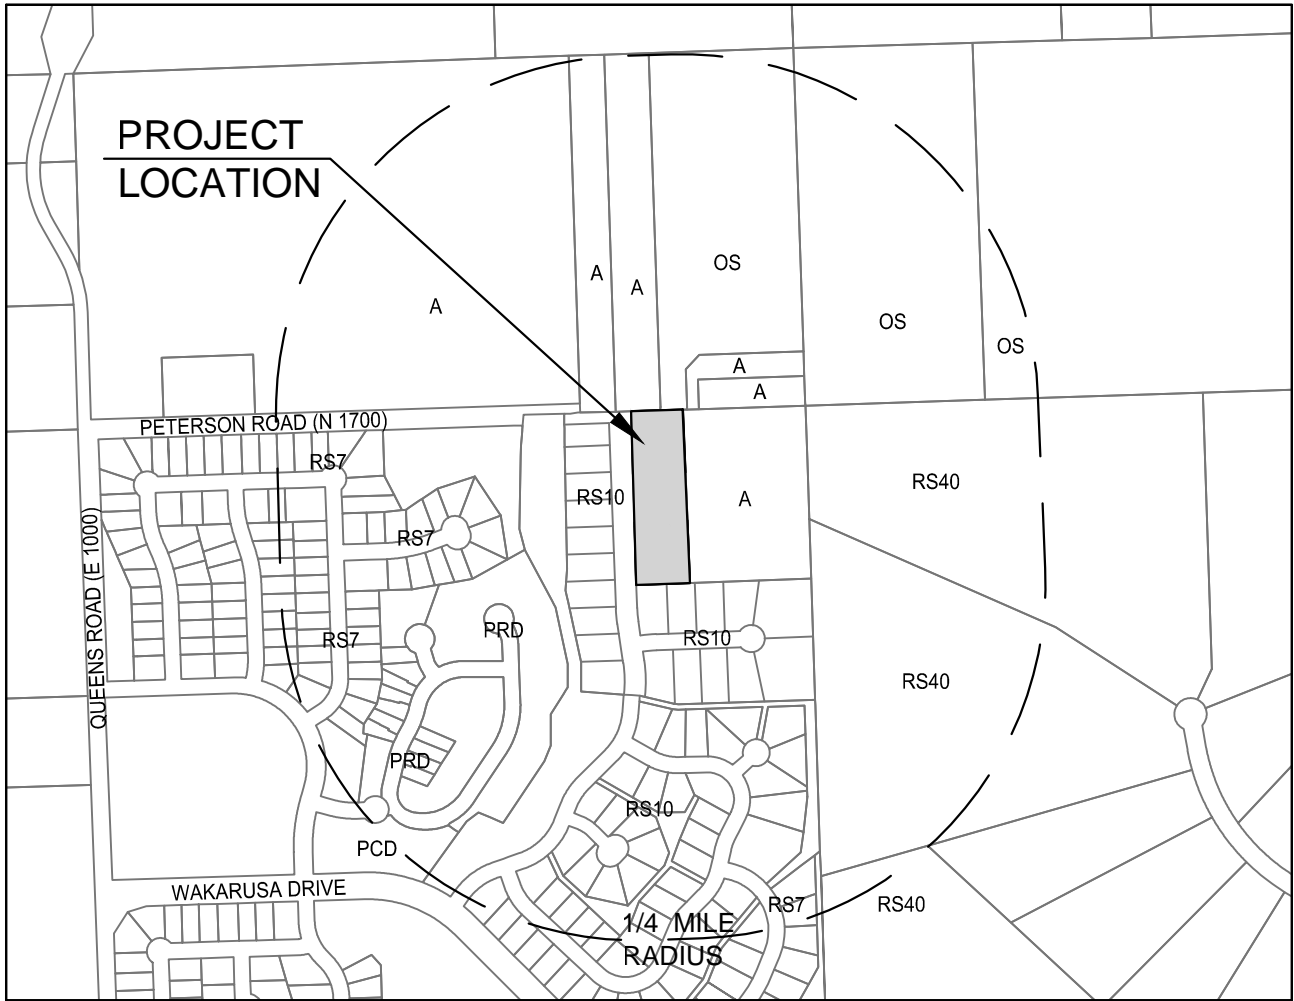 PROJECT
LOCATION
A
A
A
OS
OS
OS
A
A
PETERSON ROAD (N 1700)
RS7
RS10
A
RS40
RS7
QUEENS ROAD (E 1000)
RS7
PRD
RS10
RS40
PRD
RS10
PCD
WAKARUSA DRIVE
RS7
RS40
1/4 MILE
RADIUS